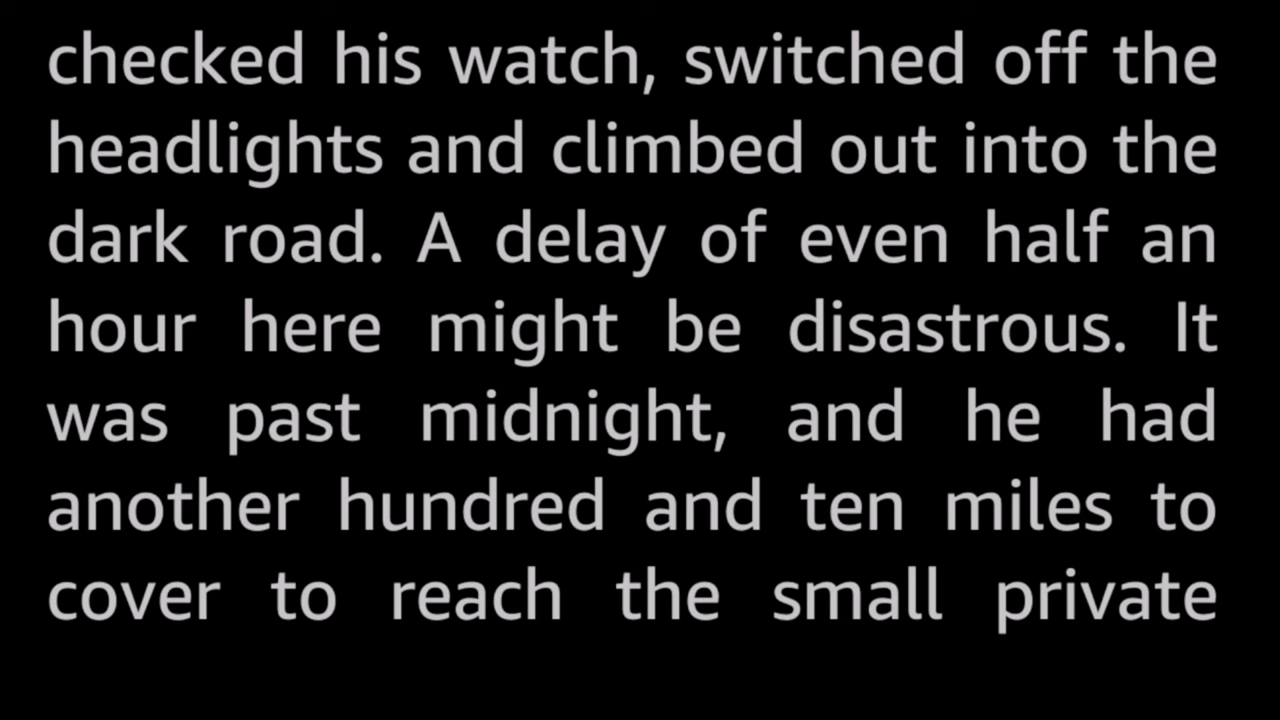 checked his watch, switched off the
headlights and climbed out into the
dark road. A delay of even half an
hour here might be disastrous. It
was past midnight, and he had
another hundred and ten miles to
cover to reach the small private